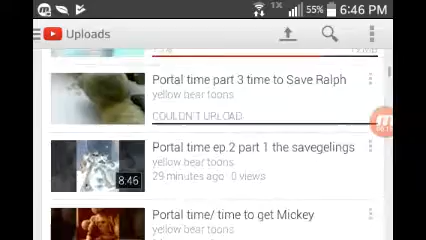 1X 55% 6:46 PM
Uploads
Portal time part 3 time to Save Ralph
yellow bear toons
COULDN'T UPLOAD
Portal time ep.2 part 1 the savegelings
yellow bear toons
8:46
29 minutes ago 0 views
Portal time/ time to get Mickey
yellow bear toons